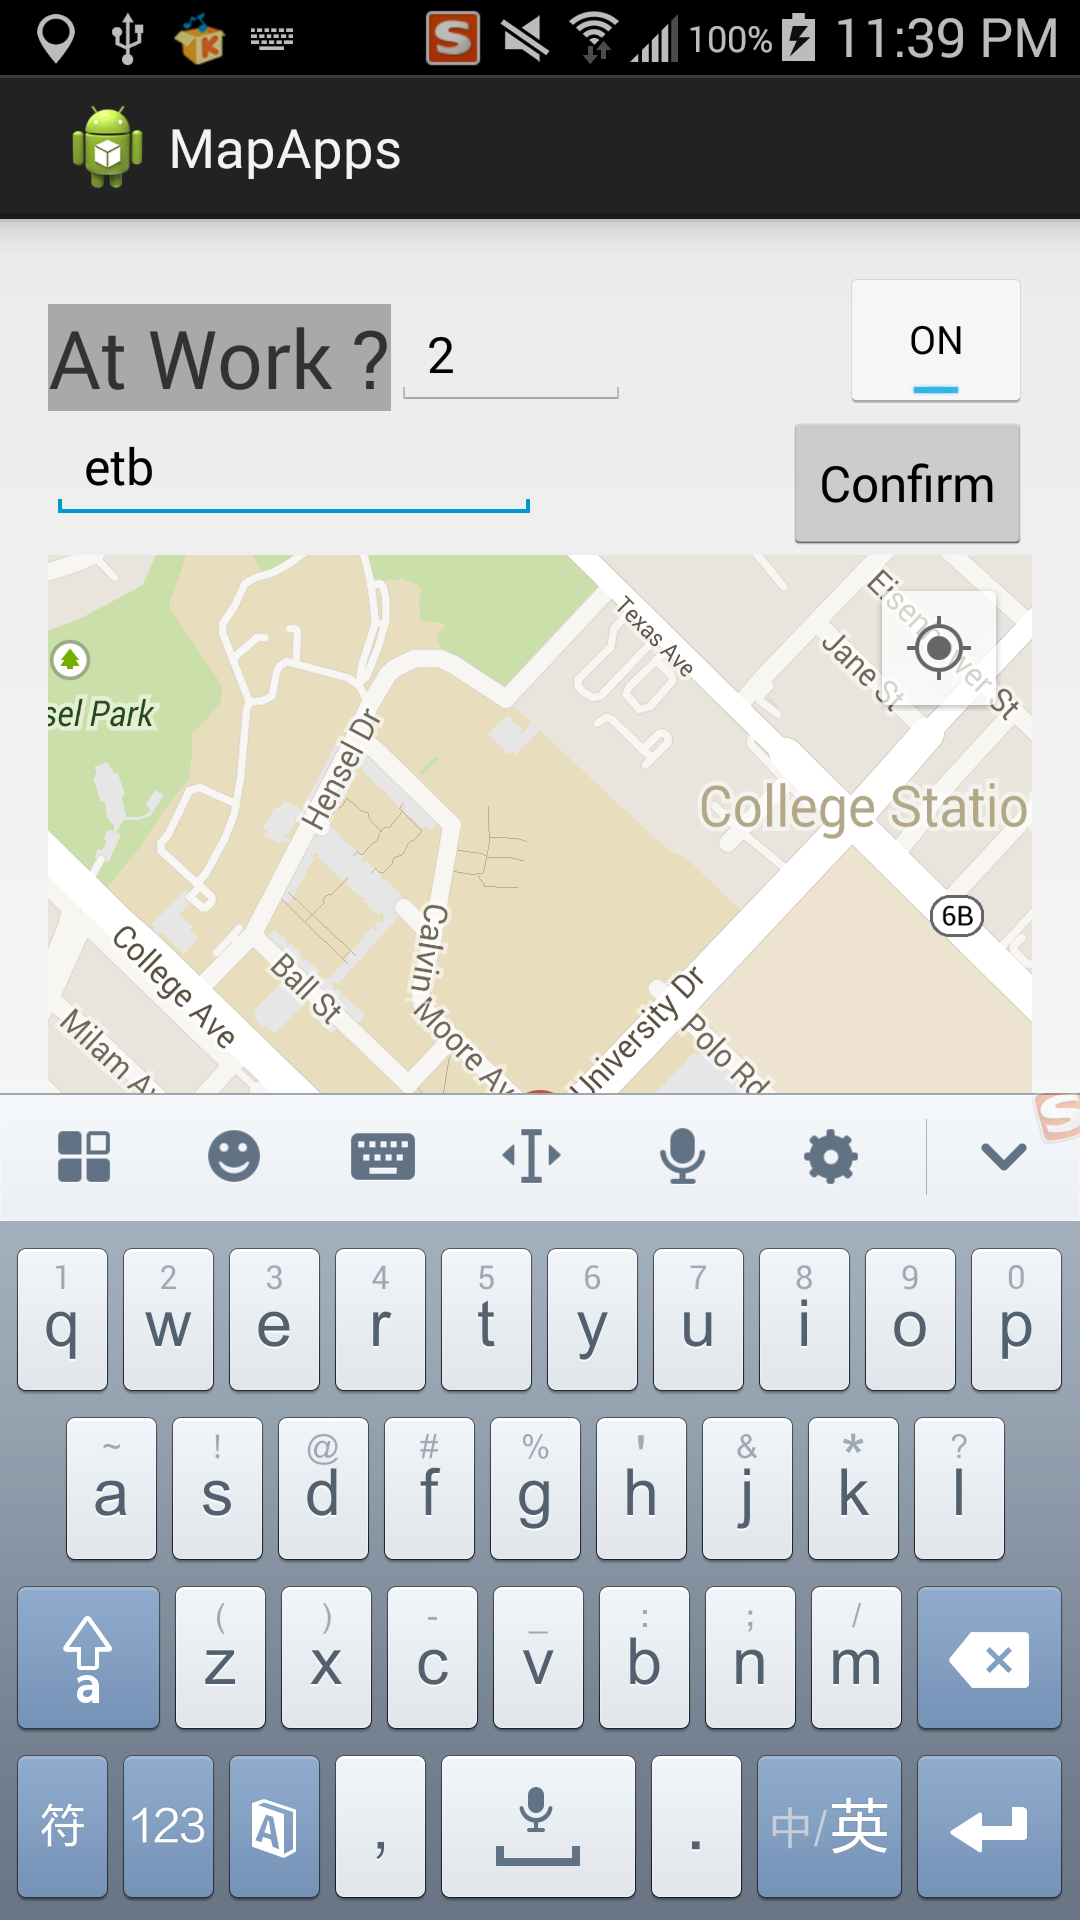 100% 11:39 PM
MapApps
At Work ? 2 ON
etb Confirm
Texas Ave
Jane St
sel Park
Hensel Dr
College Statio
6B
Calvin Moore Av
College Ave
Ball St
University Dr
Milam Av
Polo Rd
1 2 3 4 5 6 7 8 9 0
q w e r t y u i o p
~ ! @ # % ' & * ?
a s d f g h j k l
( ) - _ : ; /
a z x c v b n m
符 123 A , . 中/英